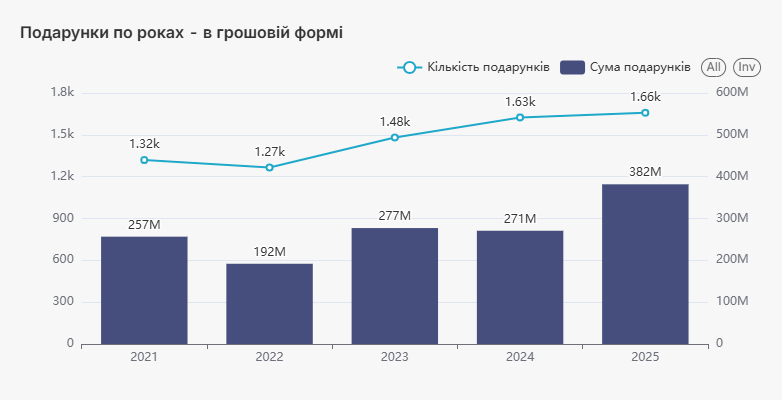 Подарунки по роках - в грошовій формі
Кількість подарунків Сума подарунків All Inv
1.8k 600M
1.5k 500M
1.2k 400M
900 300M
600 200M
300 100M
0 0
1.32k 1.27k 1.48k 1.63k 1.66k
257M 192M 277M 271M 382M
2021 2022 2023 2024 2025